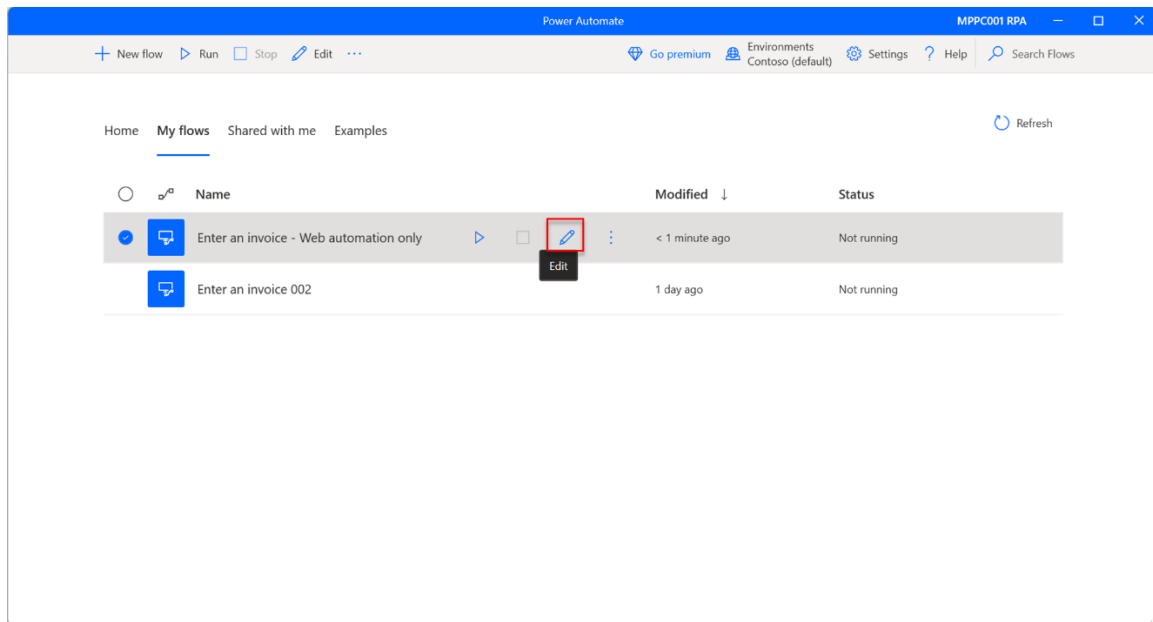 Power Automate MPPC001 RPA
New flow Run Stop Edit ... Go premium Environments Contoso (default) Settings ? Help Search Flows
Home My flows Shared with me Examples Refresh
Name Modified ↓ Status
Enter an invoice - Web automation only < 1 minute ago Not running
Edit
Enter an invoice 002 1 day ago Not running